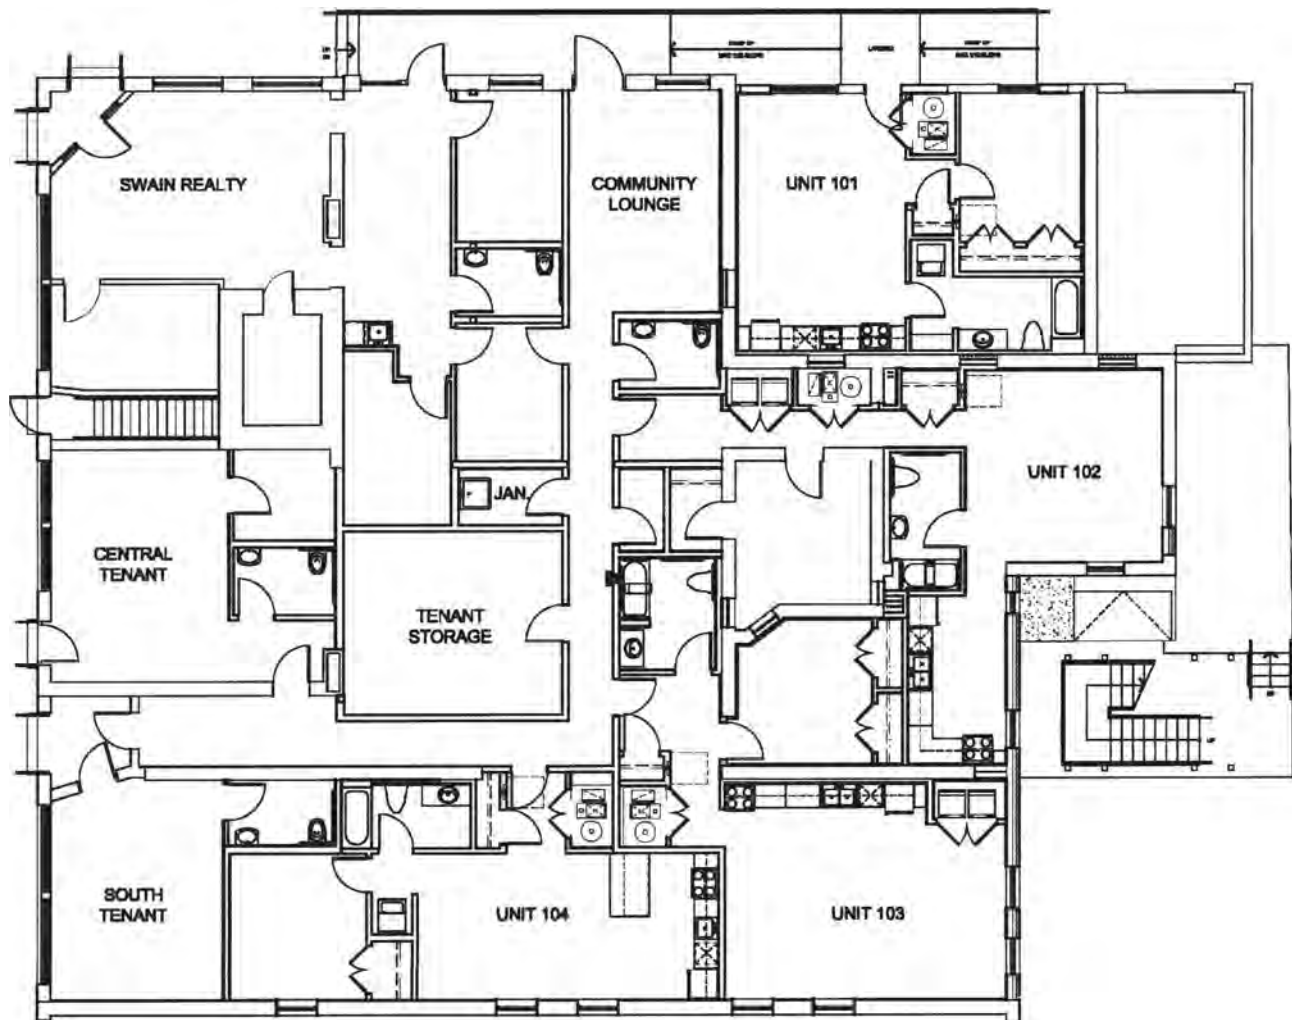 LANDING
SWAIN REALTY
COMMUNITY
LOUNGE
UNIT 101
UNIT 102
JAN.
CENTRAL
TENANT
TENANT
STORAGE
SOUTH
TENANT
UNIT 104
UNIT 103